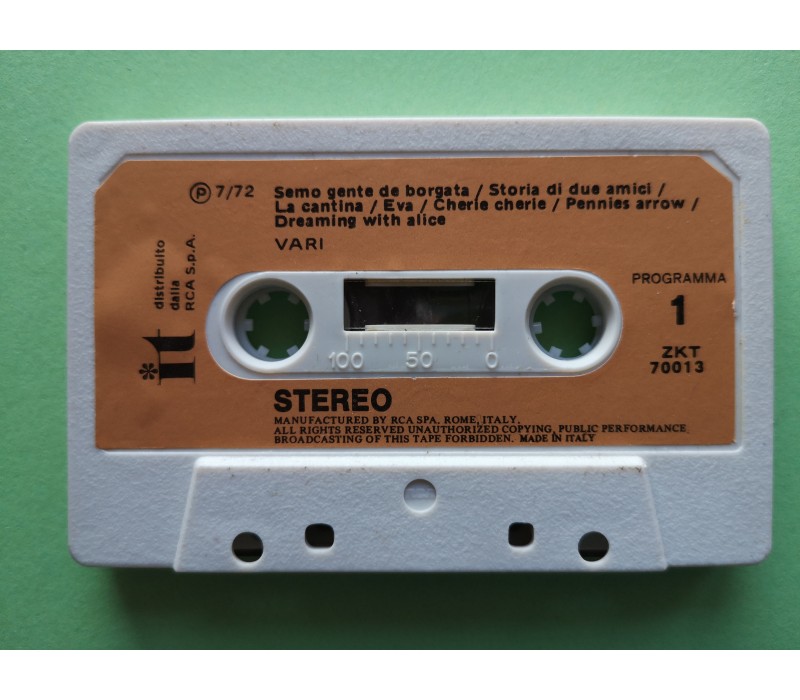 Ⓟ 7/72
Semo gente de borgata / Storia di due amici /
La cantina / Eva / Cherie cherie / Pennies arrow /
Dreaming with alice
VARI
distribuito
dalla
RCA S.p.A.
*it
PROGRAMMA
1
ZKT
70013
100 50 0
STEREO
MANUFACTURED BY RCA SPA. ROME, ITALY.
ALL RIGHTS RESERVED UNAUTHORIZED COPYING, PUBLIC PERFORMANCE
BROADCASTING OF THIS TAPE FORBIDDEN. MADE IN ITALY